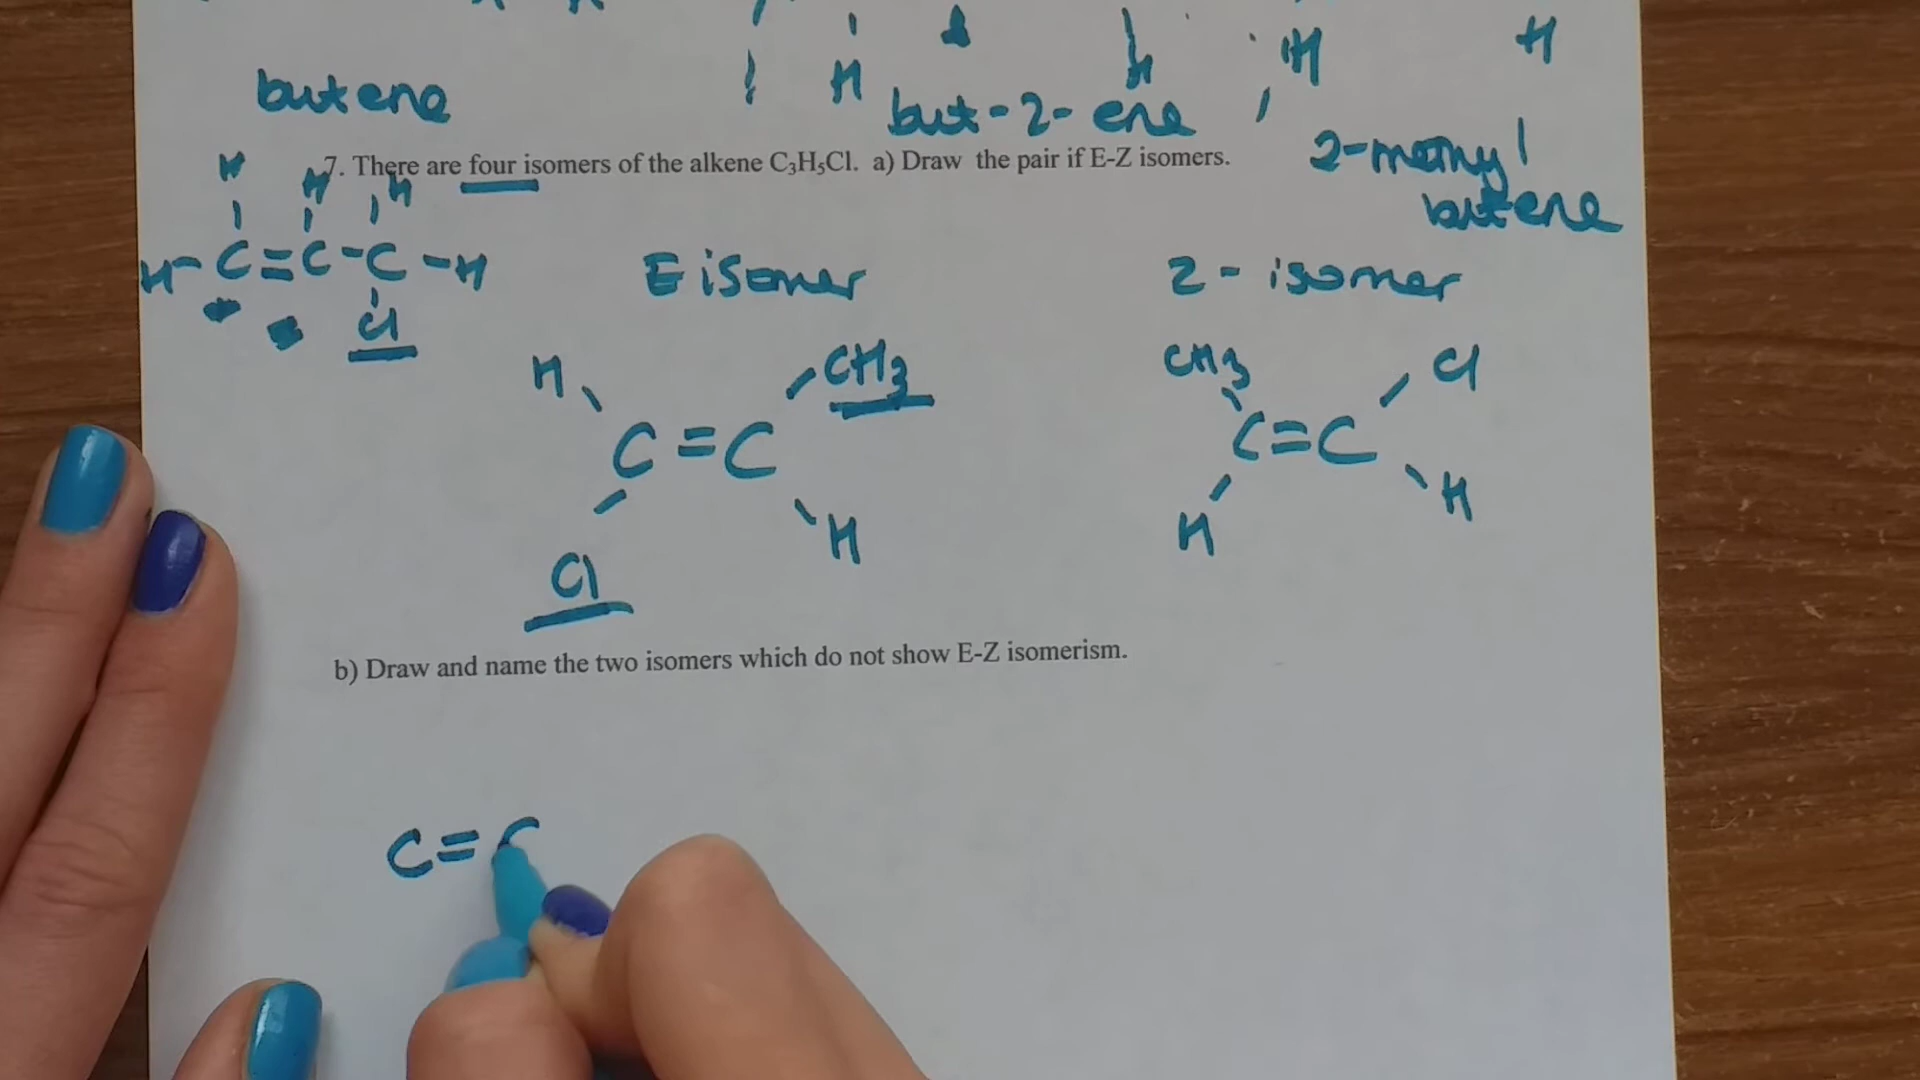 H H
butene but-2-ene
2-methyl
butene
7. There are four isomers of the alkene C₃H₅Cl. a) Draw the pair if E-Z isomers.
H H H
H-C=C-C-H
Cl
E isomer Z- isomer
H CH3 CH3 Cl
C=C C=C
Cl H H H
b) Draw and name the two isomers which do not show E-Z isomerism.
C=C